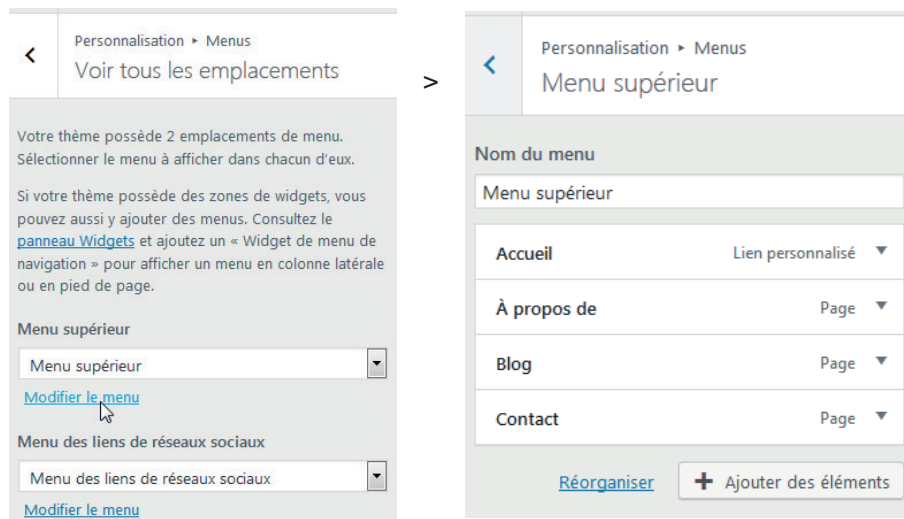 Personnalisation ▸ Menus
Voir tous les emplacements
Votre thème possède 2 emplacements de menu.
Sélectionner le menu à afficher dans chacun d'eux.
Si votre thème possède des zones de widgets, vous
pouvez aussi y ajouter des menus. Consultez le
panneau Widgets et ajoutez un « Widget de menu de
navigation » pour afficher un menu en colonne latérale
ou en pied de page.
Menu supérieur
Menu supérieur
Modifier le menu
Menu des liens de réseaux sociaux
Menu des liens de réseaux sociaux
Modifier le menu
>
Personnalisation ▸ Menus
Menu supérieur
Nom du menu
Menu supérieur
Accueil Lien personnalisé
À propos de Page
Blog Page
Contact Page
Réorganiser + Ajouter des éléments